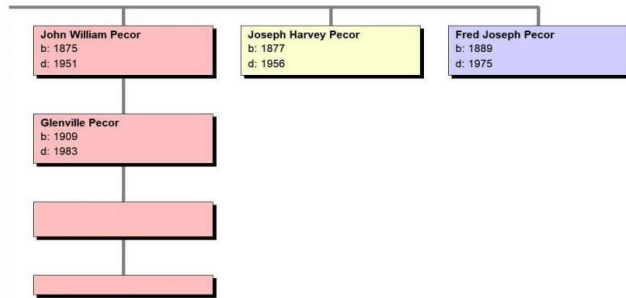 John William Pecor
b: 1875
d: 1951
Joseph Harvey Pecor
b: 1877
d: 1956
Fred Joseph Pecor
b: 1889
d: 1975
Glenville Pecor
b: 1909
d: 1983